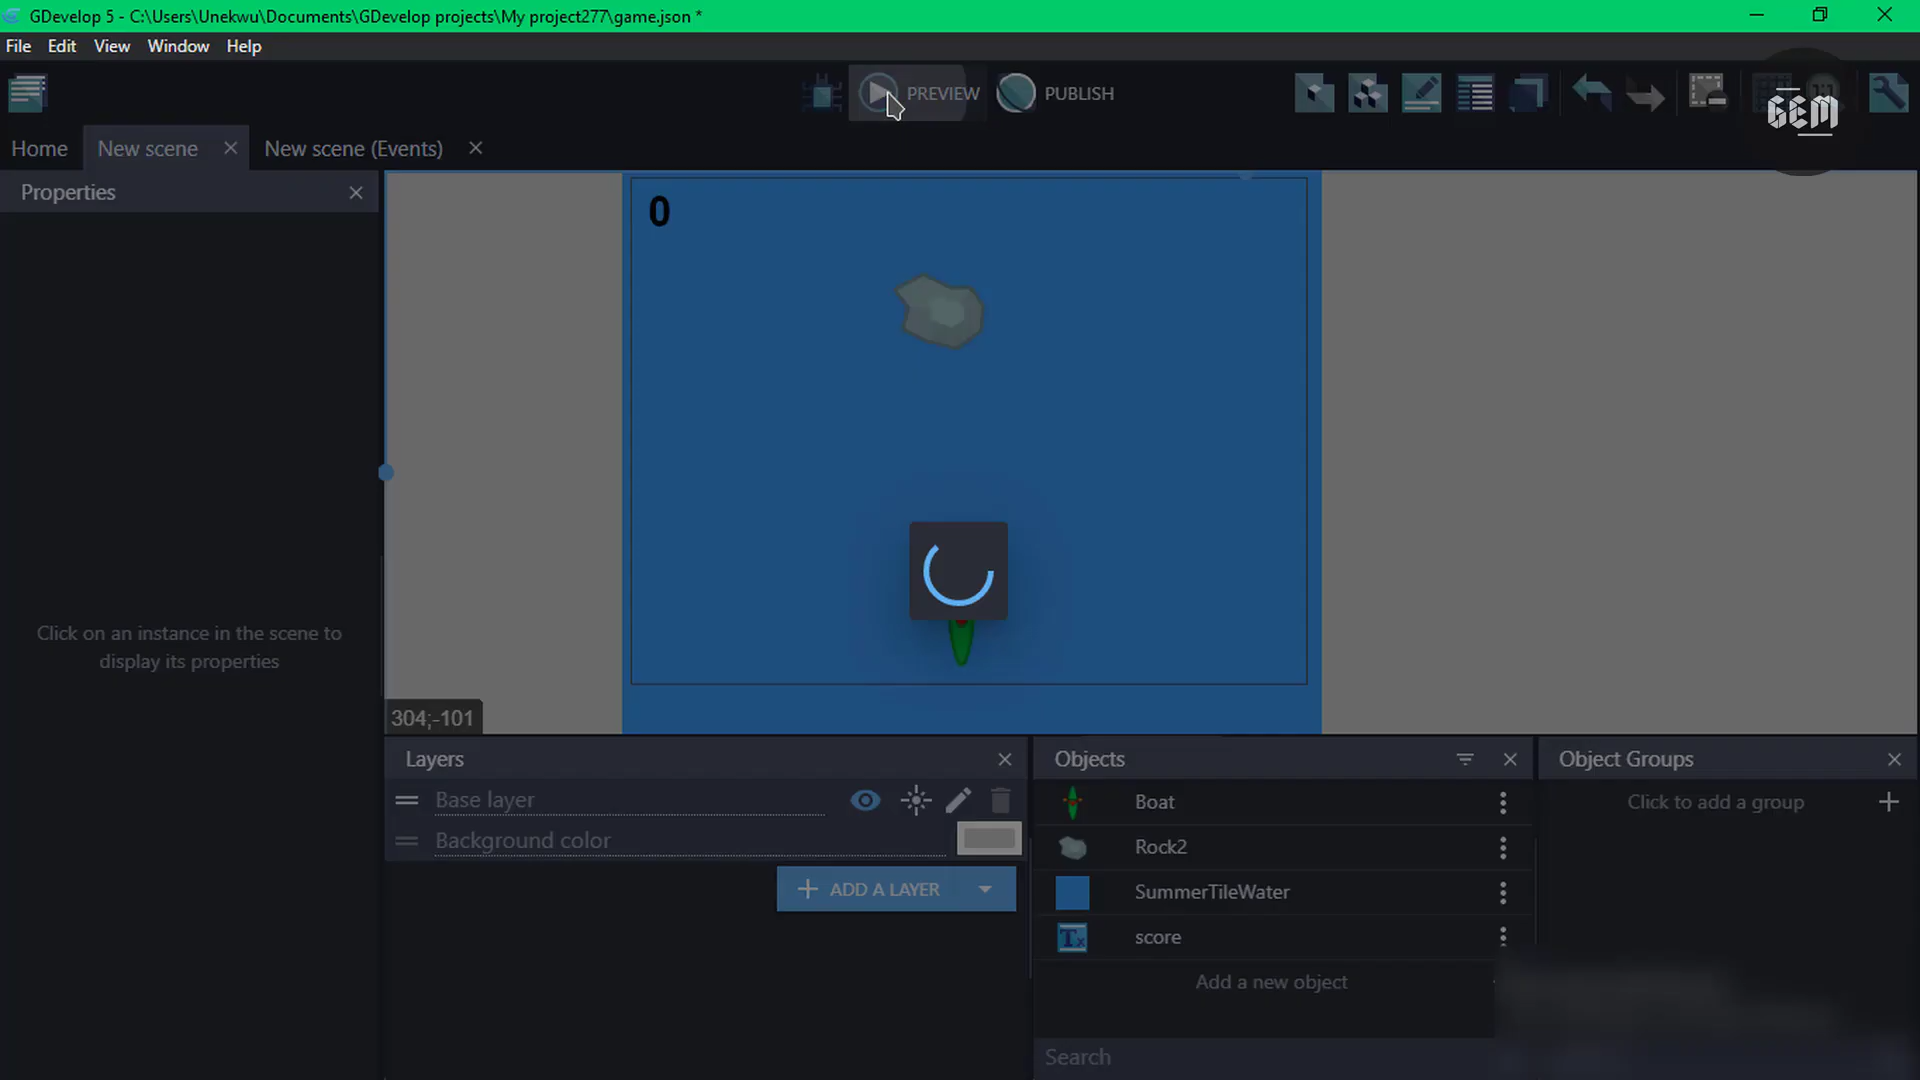 GDevelop 5 - C:\Users\Unekwu\Documents\GDevelop projects\My project277\game.json *
File Edit View Window Help
PREVIEW PUBLISH
GEM
Home New scene New scene (Events)
Properties
0
Click on an instance in the scene to
display its properties
304;-101
Layers
Base layer
Background color
ADD A LAYER
Objects
Boat
Rock2
SummerTileWater
Tx
score
Add a new object
Search
Object Groups
Click to add a group